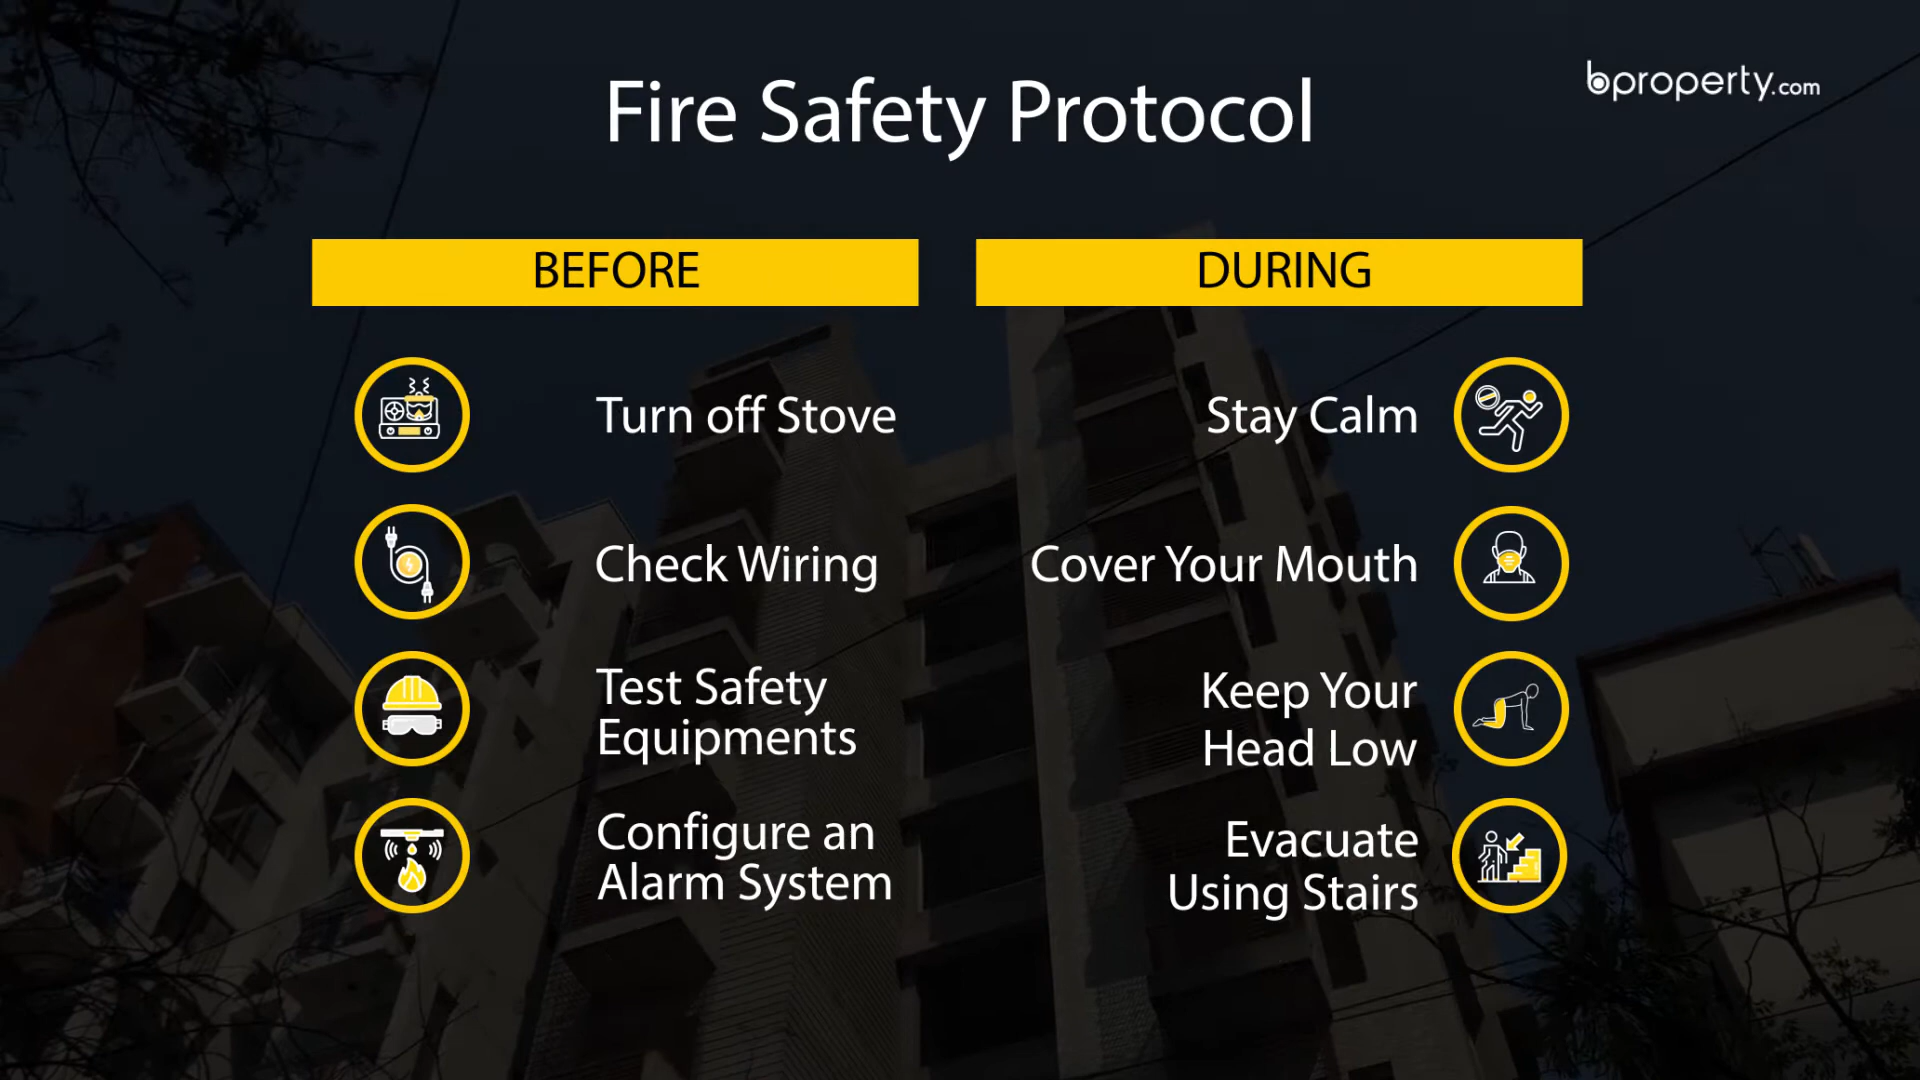 Fire Safety Protocol
bproperty.com
BEFORE
Turn off Stove
Check Wiring
Test Safety
Equipments
Configure an
Alarm System
DURING
Stay Calm
Cover Your Mouth
Keep Your
Head Low
Evacuate
Using Stairs